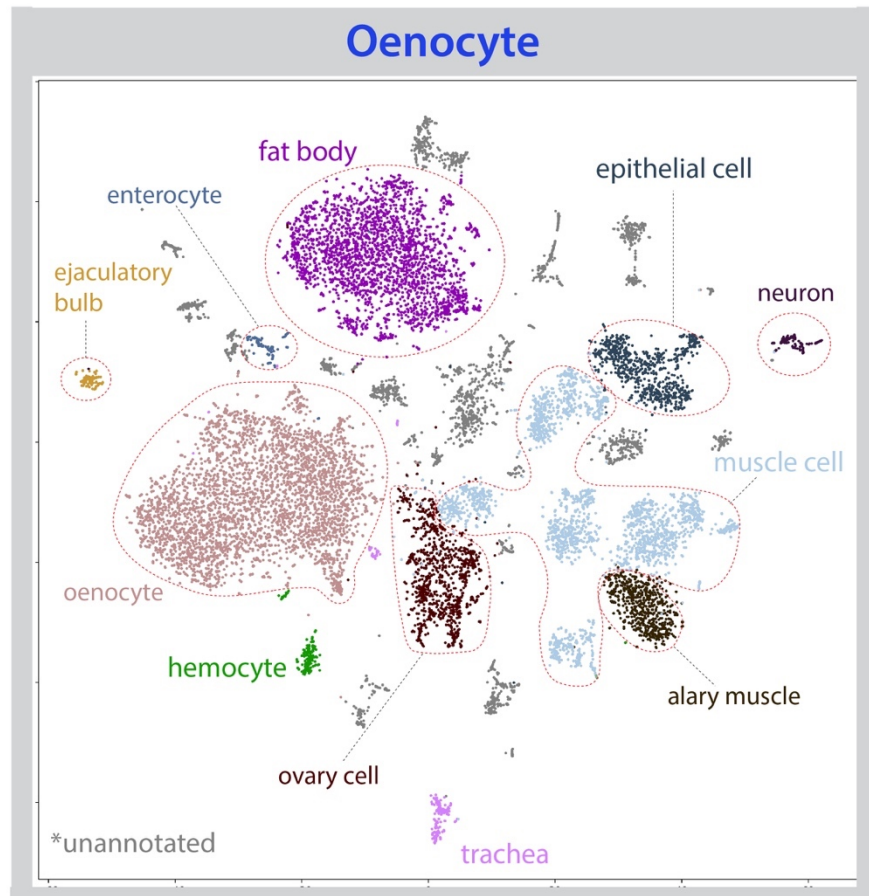 Oenocyte
fat body
epithelial cell
enterocyte
ejaculatory
bulb
neuron
muscle cell
oenocyte
hemocyte
alary muscle
ovary cell
*unannotated
trachea